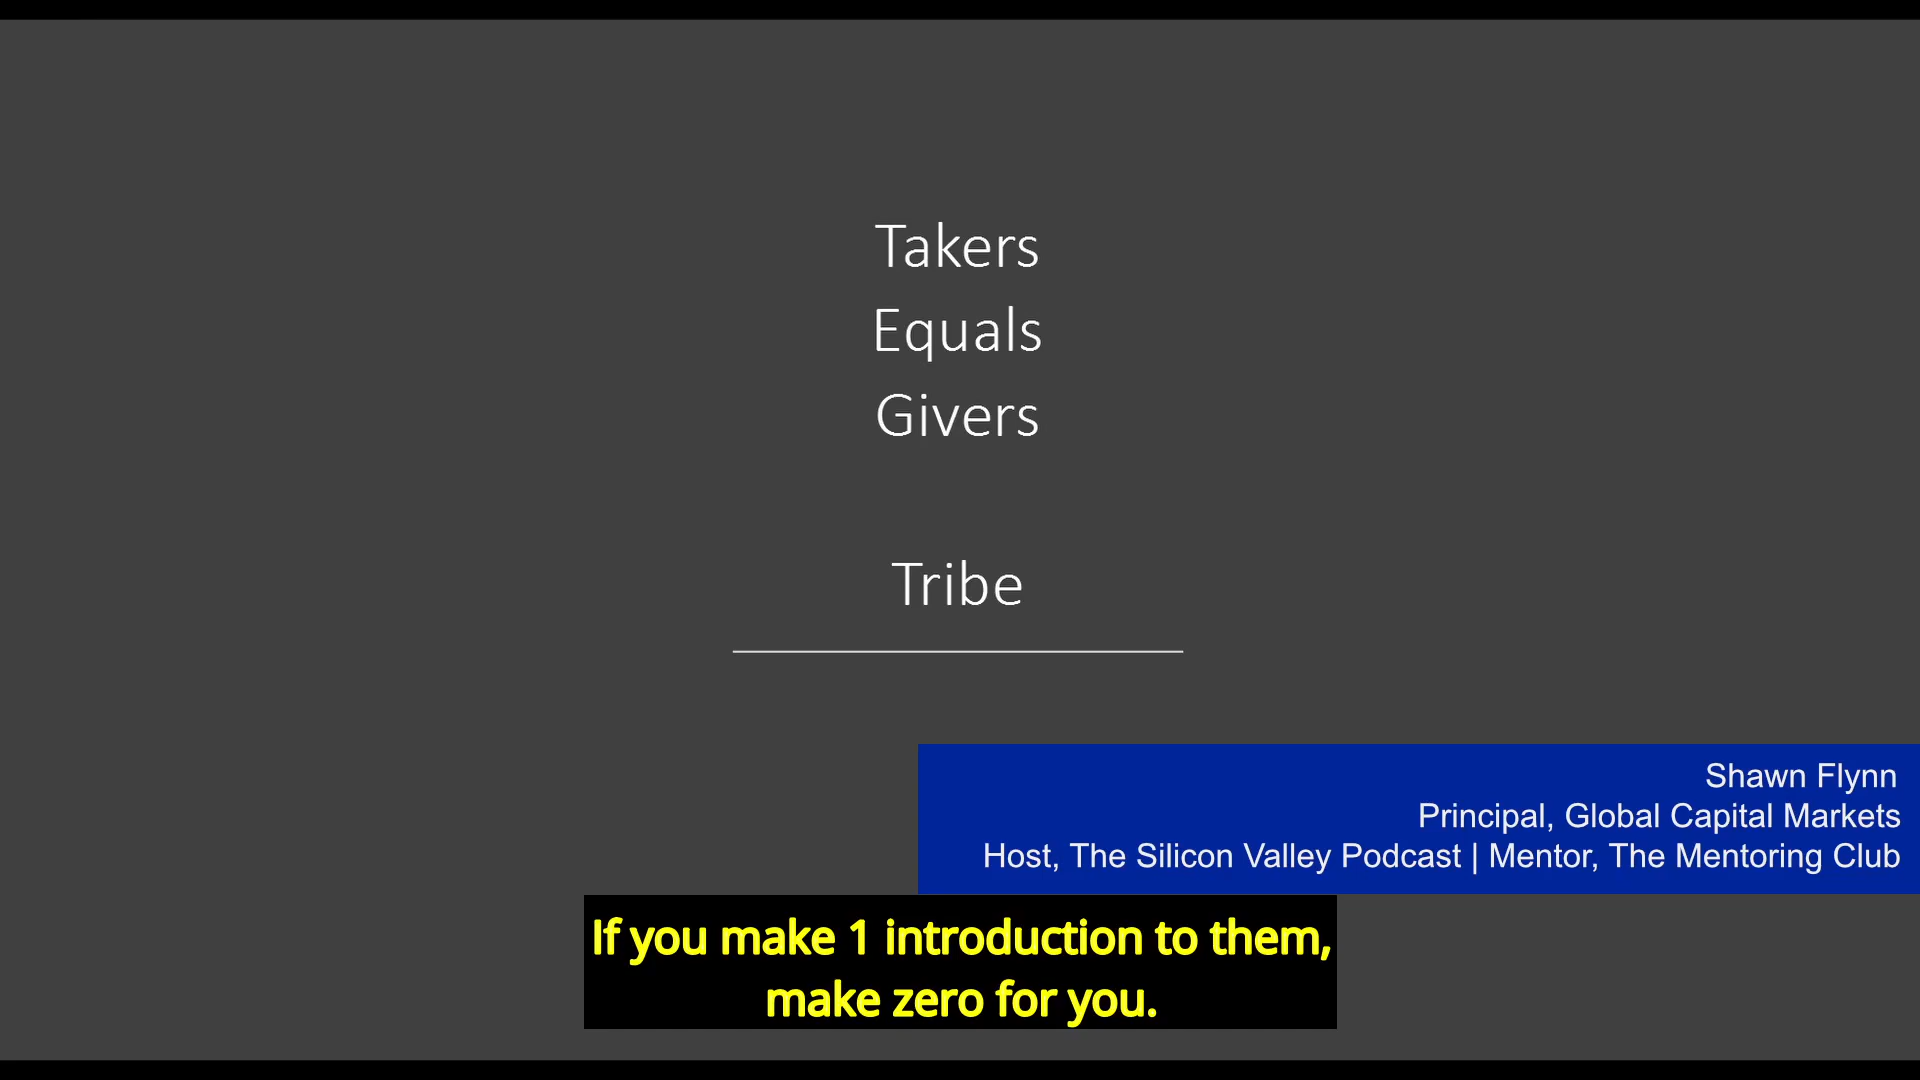 Takers
Equals
Givers
Tribe
Shawn Flynn
Principal, Global Capital Markets
Host, The Silicon Valley Podcast | Mentor, The Mentoring Club
If you make 1 introduction to them,
make zero for you.